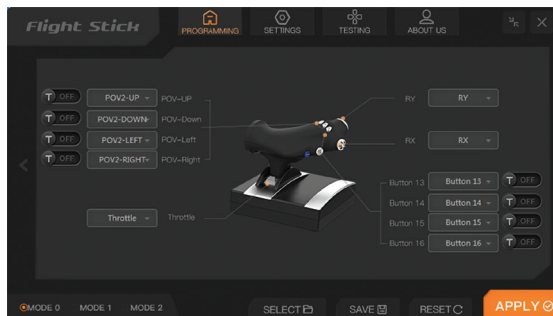 Flight Stick
PROGRAMMING SETTINGS TESTING ABOUT US
T OFF POV2-UP POV-UP RY RY
T OFF POV2-DOWN POV-Down
T OFF POV2-LEFT POV-Left RX RX
T OFF POV2-RIGHT POV-Right
Button 13 Button 13 T OFF
Button 14 Button 14 T OFF
Throttle Throttle Button 15 Button 15 T OFF
Button 16 Button 16 T OFF
MODE 0 MODE 1 MODE 2 SELECT SAVE RESET APPLY